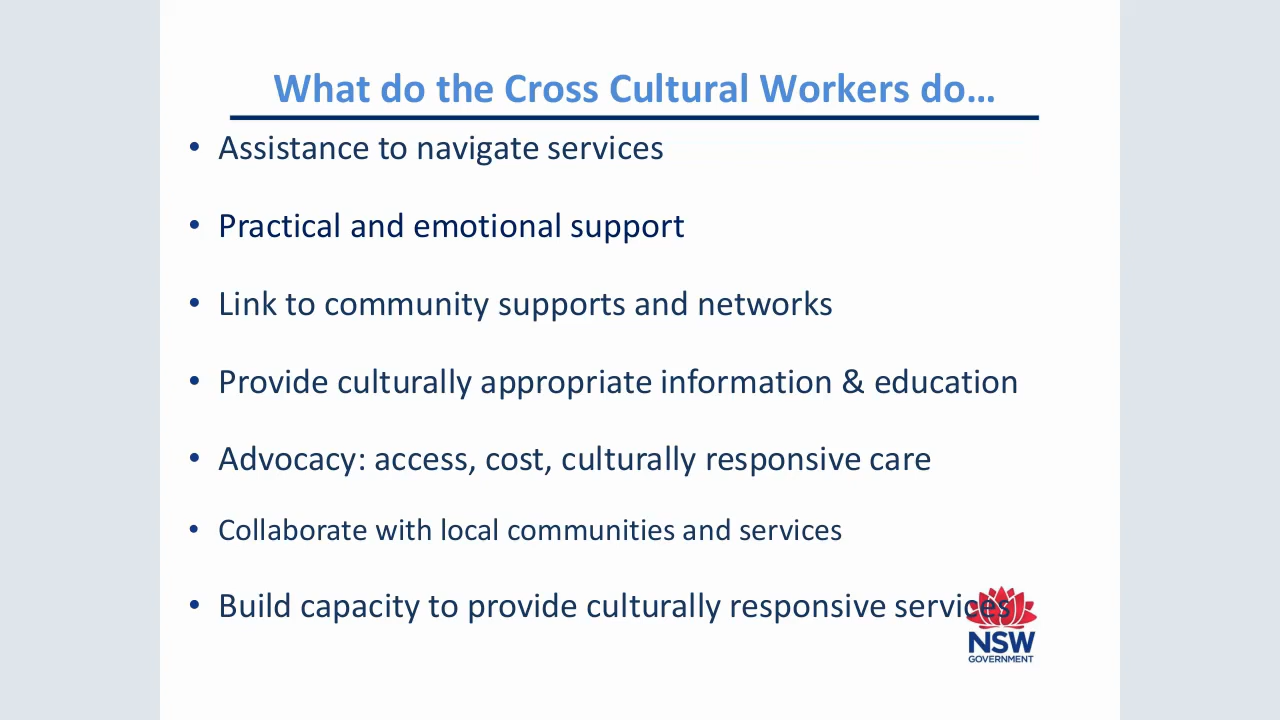 What do the Cross Cultural Workers do…
• Assistance to navigate services
• Practical and emotional support
• Link to community supports and networks
• Provide culturally appropriate information & education
• Advocacy: access, cost, culturally responsive care
• Collaborate with local communities and services
• Build capacity to provide culturally responsive services
NSW
GOVERNMENT